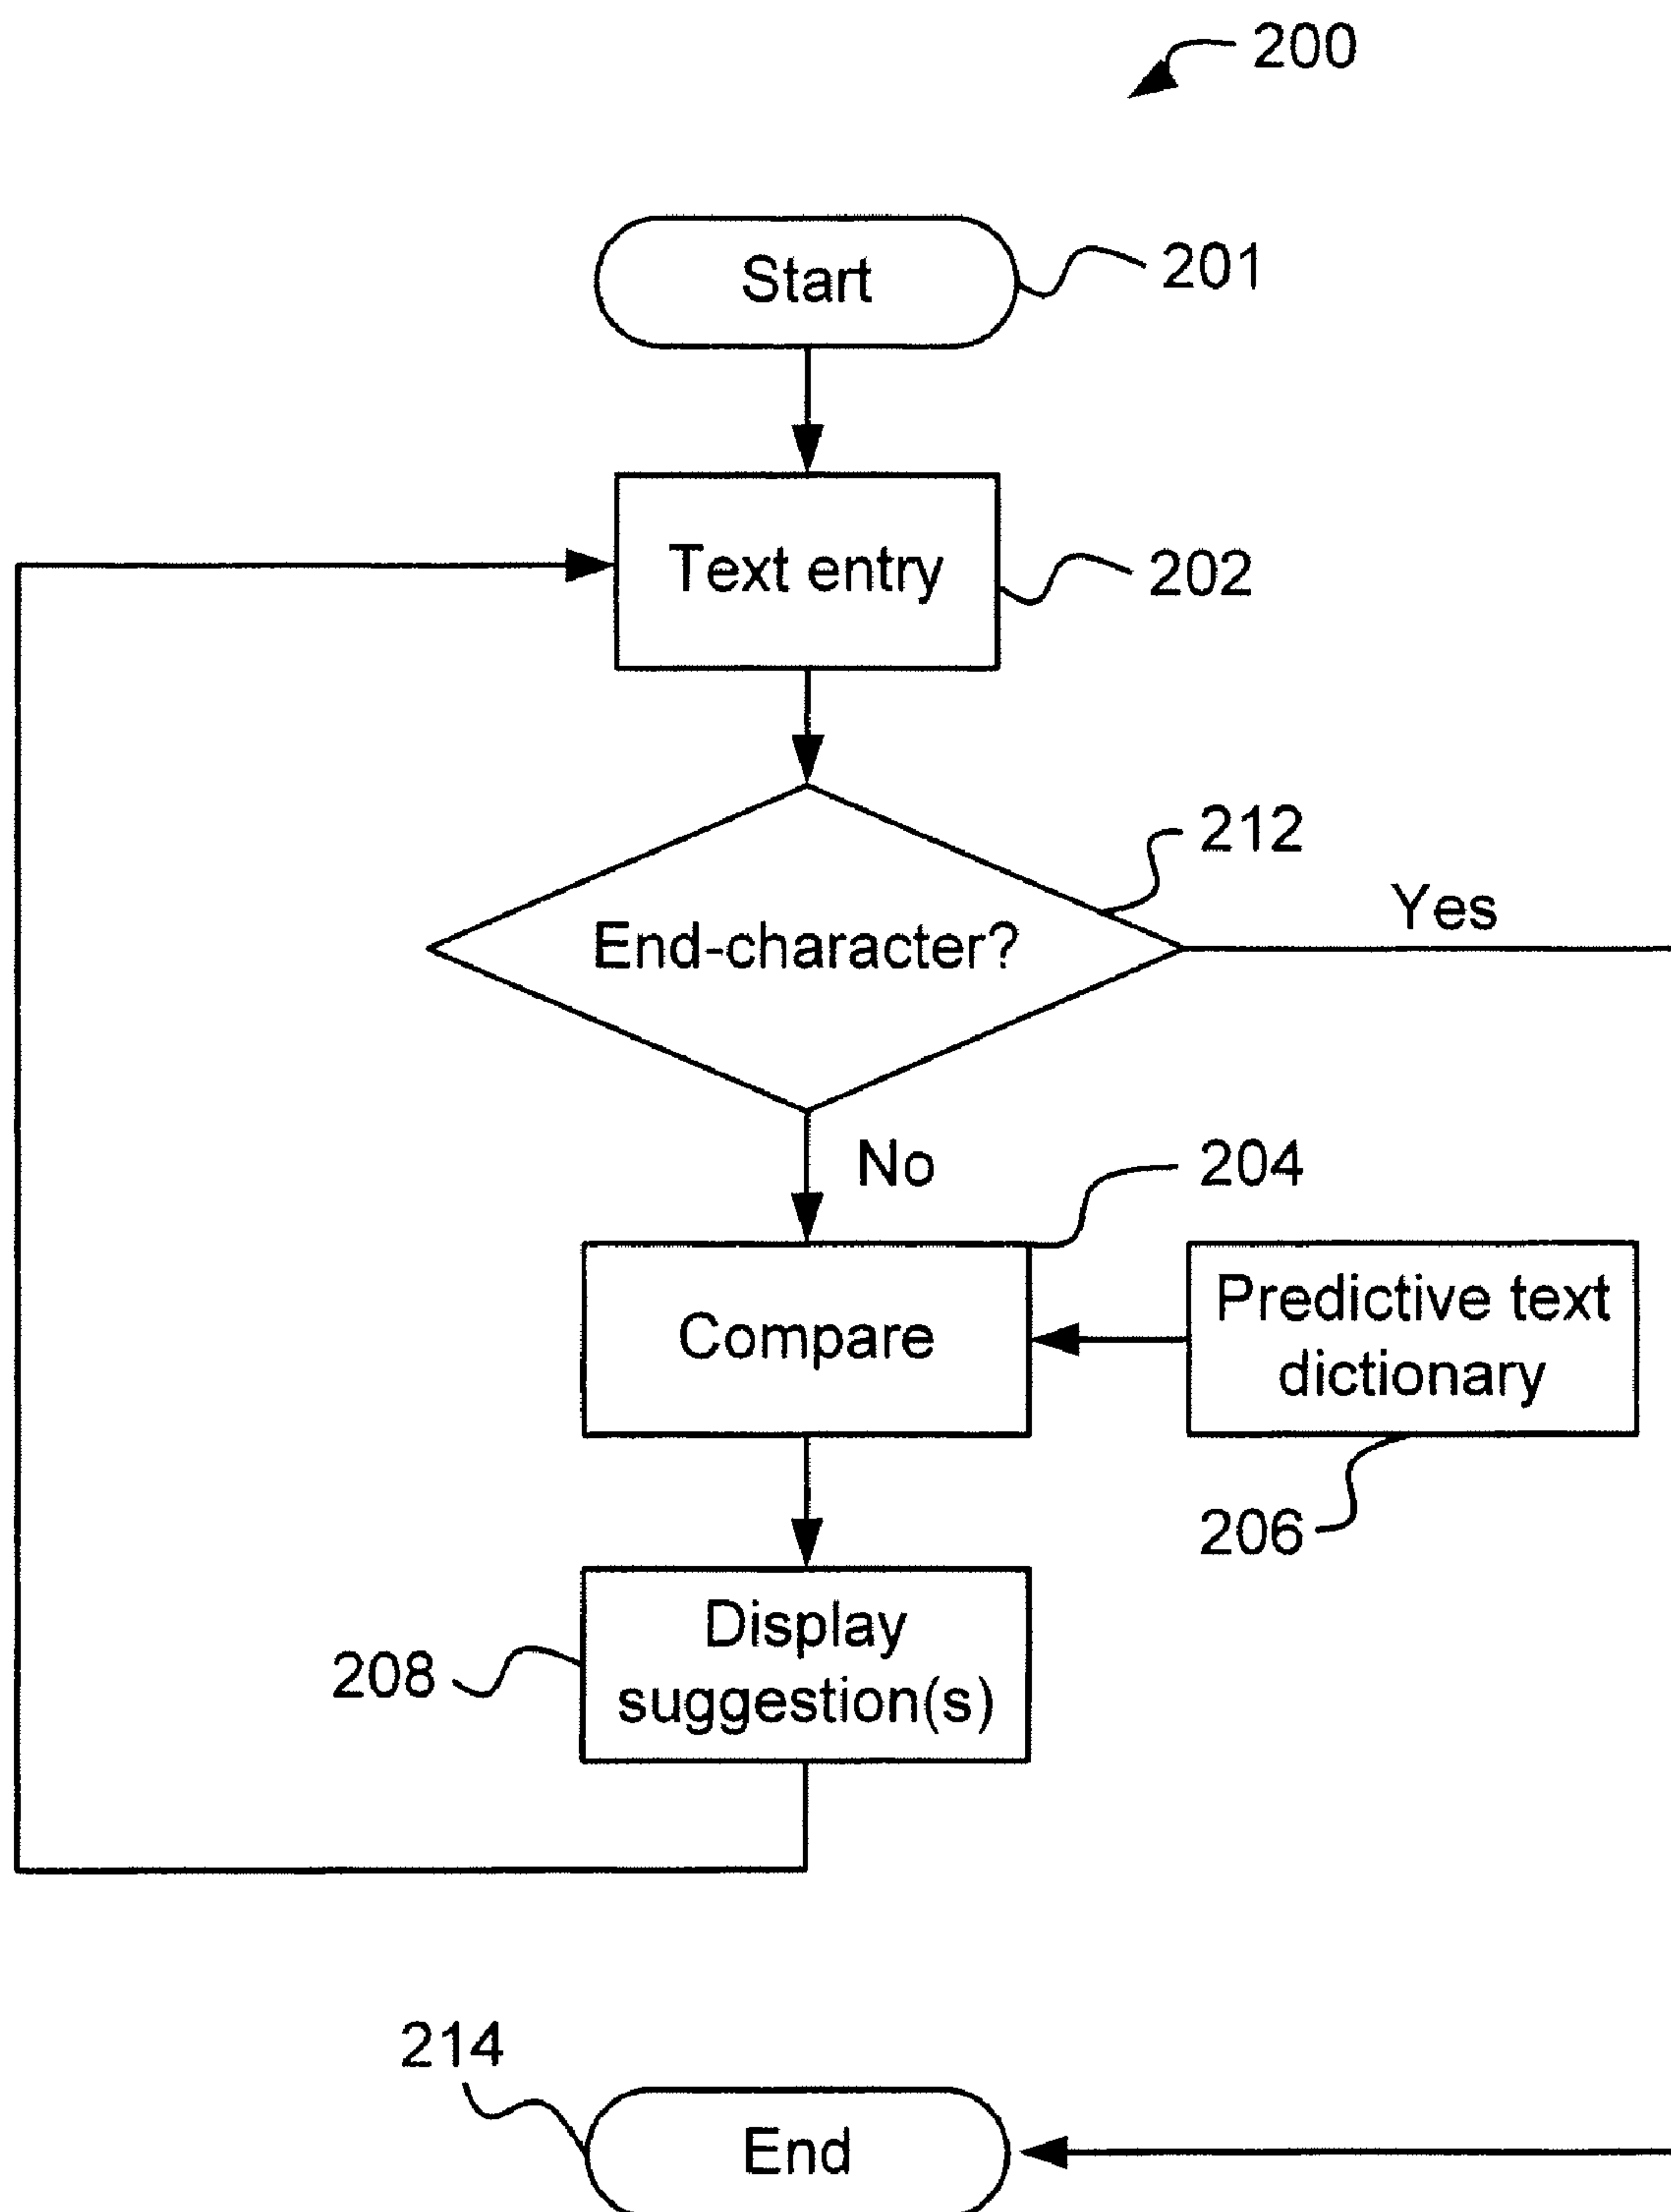 200
Start
201
Text entry
202
212
Yes
End-character?
No
204
Predictive text
dictionary
Compare
206
Display
suggestion(s)
208
214
End